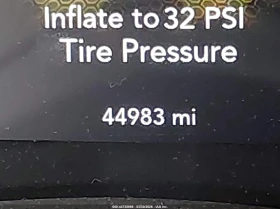 Inflate to 32 PSI
Tire Pressure
44983 mi